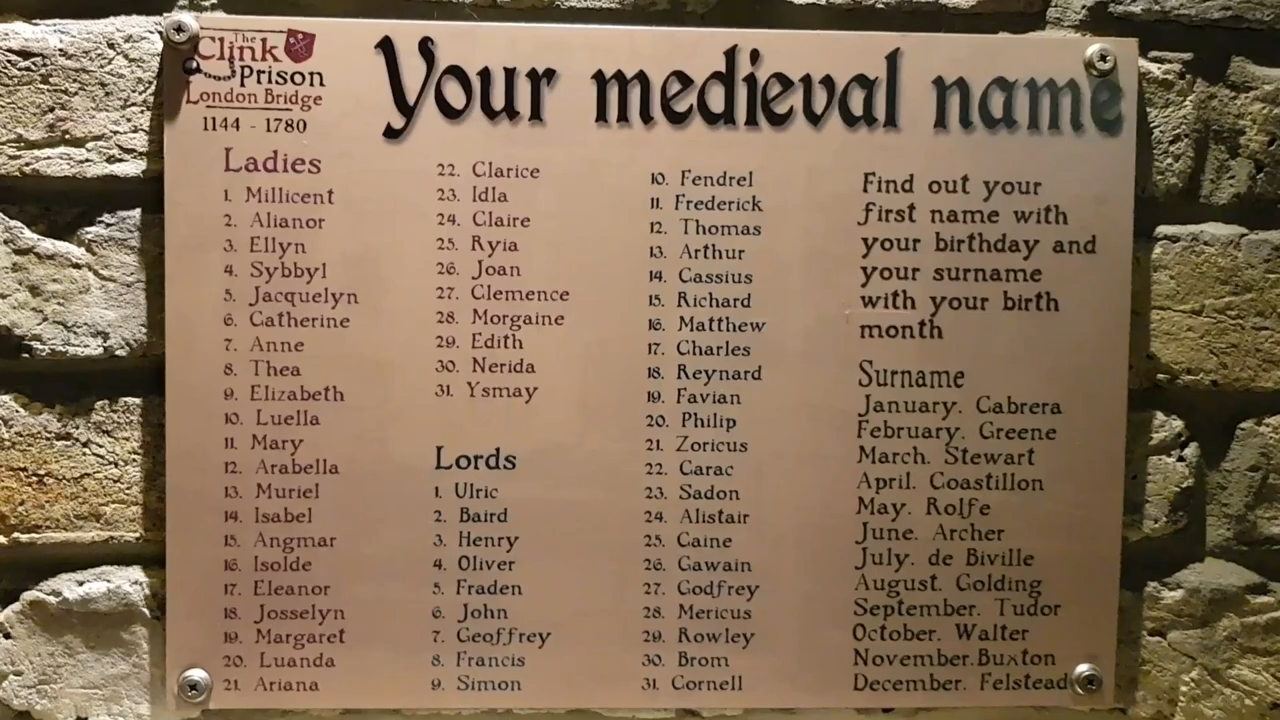 The
Clink
Prison
London Bridge
1144 - 1780
Your medieval name
Ladies
1. Millicent
2. Alianor
3. Ellyn
4. Sybbyl
5. Jacquelyn
6. Catherine
7. Anne
8. Thea
9. Elizabeth
10. Luella
11. Mary
12. Arabella
13. Muriel
14. Isabel
15. Angmar
16. Isolde
17. Eleanor
18. Josselyn
19. Margaret
20. Luanda
21. Ariana
22. Clarice
23. Idla
24. Claire
25. Ryia
26. Joan
27. Clemence
28. Morgaine
29. Edith
30. Nerida
31. Ysmay
Lords
1. Ulric
2. Baird
3. Henry
4. Oliver
5. Fraden
6. John
7. Geoffrey
8. Francis
9. Simon
10. Fendrel
11. Frederick
12. Thomas
13. Arthur
14. Cassius
15. Richard
16. Matthew
17. Charles
18. Reynard
19. Favian
20. Philip
21. Zoricus
22. Carac
23. Sadon
24. Alistair
25. Caine
26. Gawain
27. Godfrey
28. Mericus
29. Rowley
30. Brom
31. Cornell
Find out your
first name with
your birthday and
your surname
with your birth
month
Surname
January. Cabrera
February. Greene
March. Stewart
April. Coastillon
May. Rolfe
June. Archer
July. de Biville
August. Golding
September. Tudor
October. Walter
November.Buxton
December. Felstead